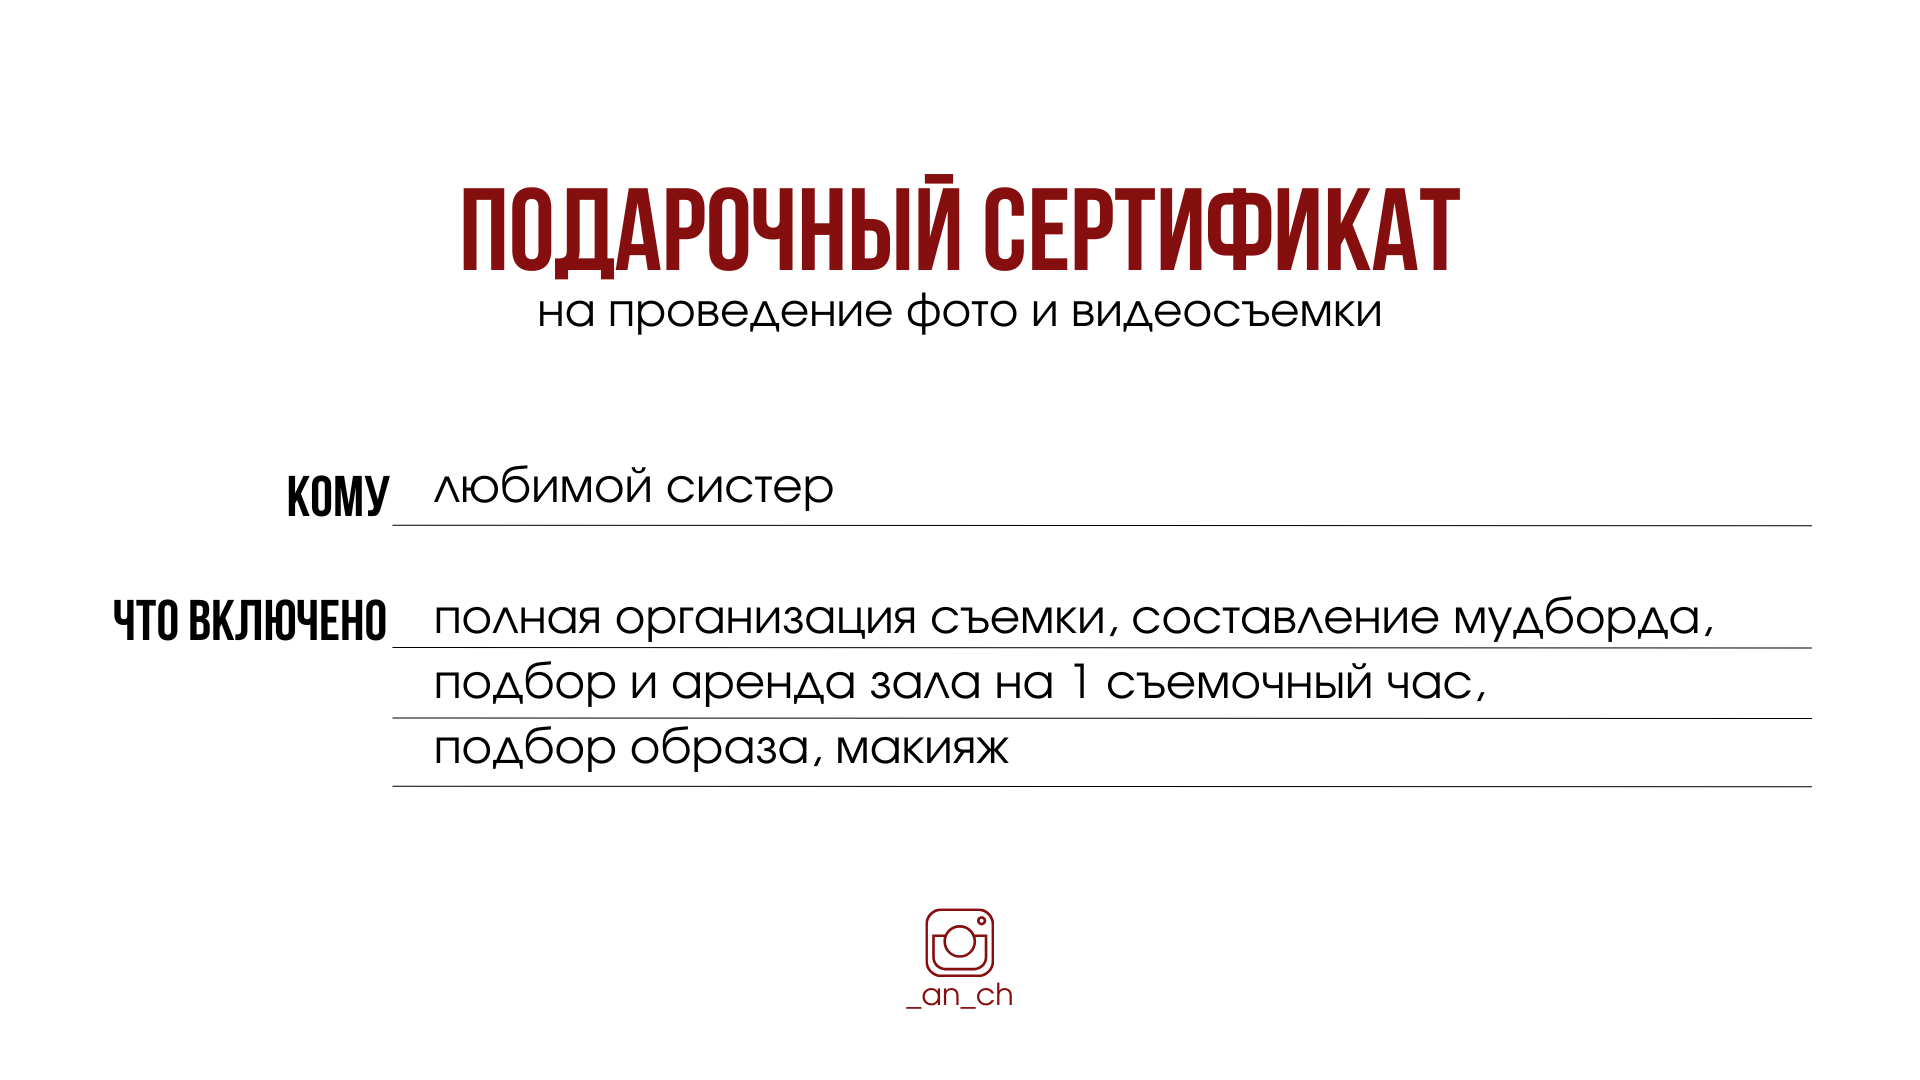 ПОДАРОЧНЫЙ СЕРТИФИКАТ
на проведение фото и видеосъемки
КОМУ любимой систер
ЧТО ВКЛЮЧЕНО полная организация съемки, составление мудборда,
подбор и аренда зала на 1 съемочный час,
подбор образа, макияж
_an_ch